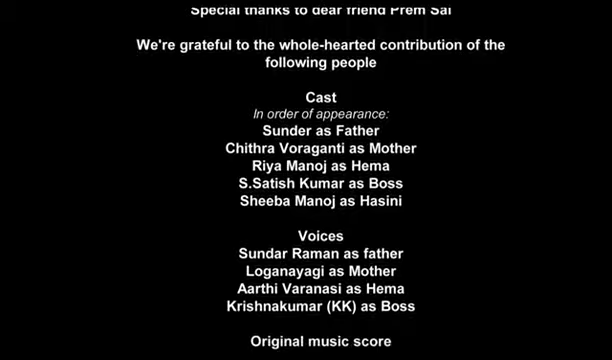 Special thanks to dear friend Prem Sai
We're grateful to the whole-hearted contribution of the
following people
Cast
In order of appearance:
Sunder as Father
Chithra Voraganti as Mother
Riya Manoj as Hema
S.Satish Kumar as Boss
Sheeba Manoj as Hasini
Voices
Sundar Raman as father
Loganayagi as Mother
Aarthi Varanasi as Hema
Krishnakumar (KK) as Boss
Original music score